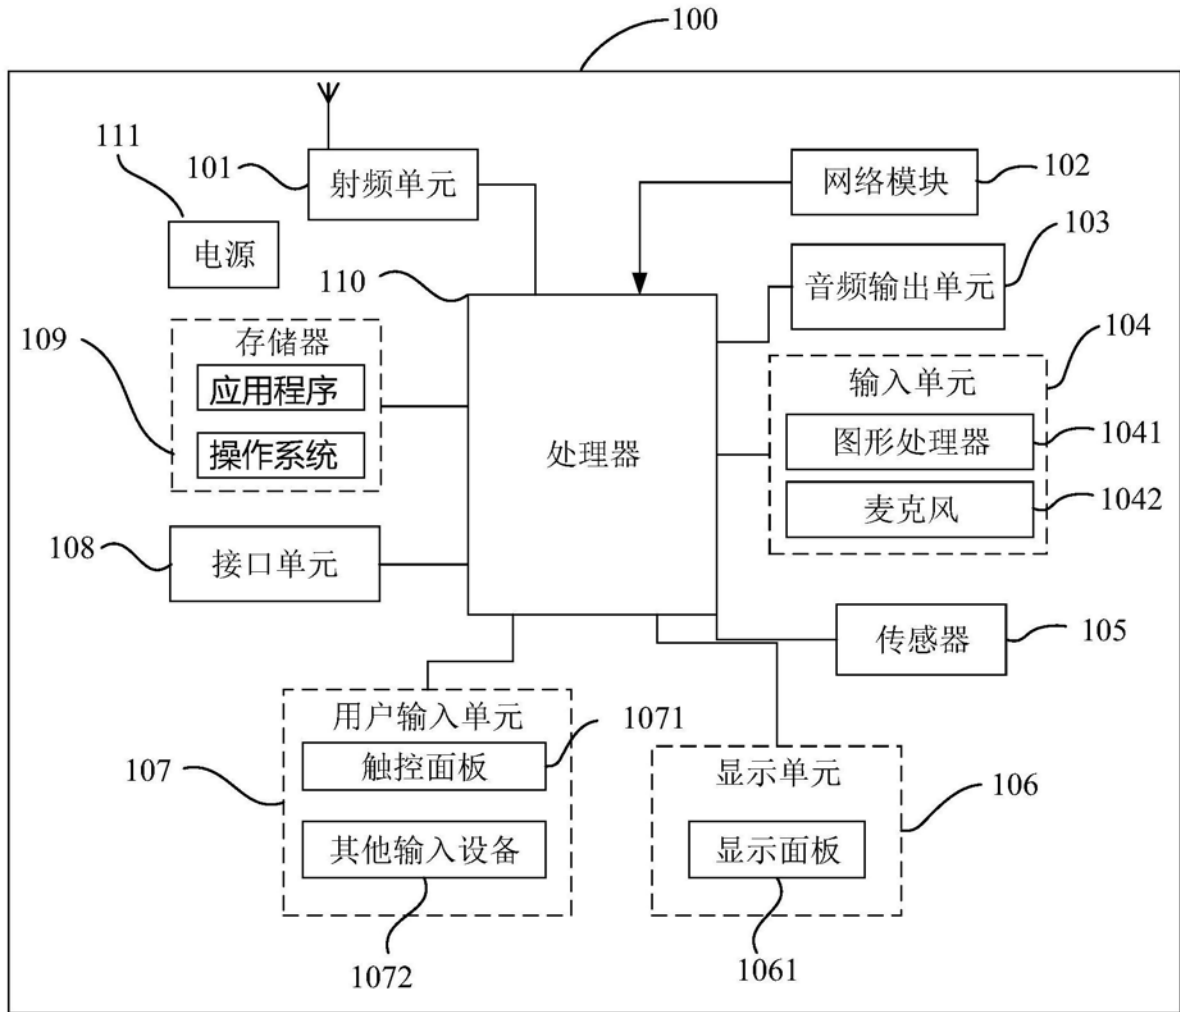 100
111
101
射频单元
网络模块
102
电源
103
110
音频输出单元
109
存储器
104
应用程序
输入单元
操作系统
处理器
图形处理器
1041
麦克风
1042
108
接口单元
传感器
105
用户输入单元
1071
107
触控面板
显示单元
106
其他输入设备
显示面板
1072
1061